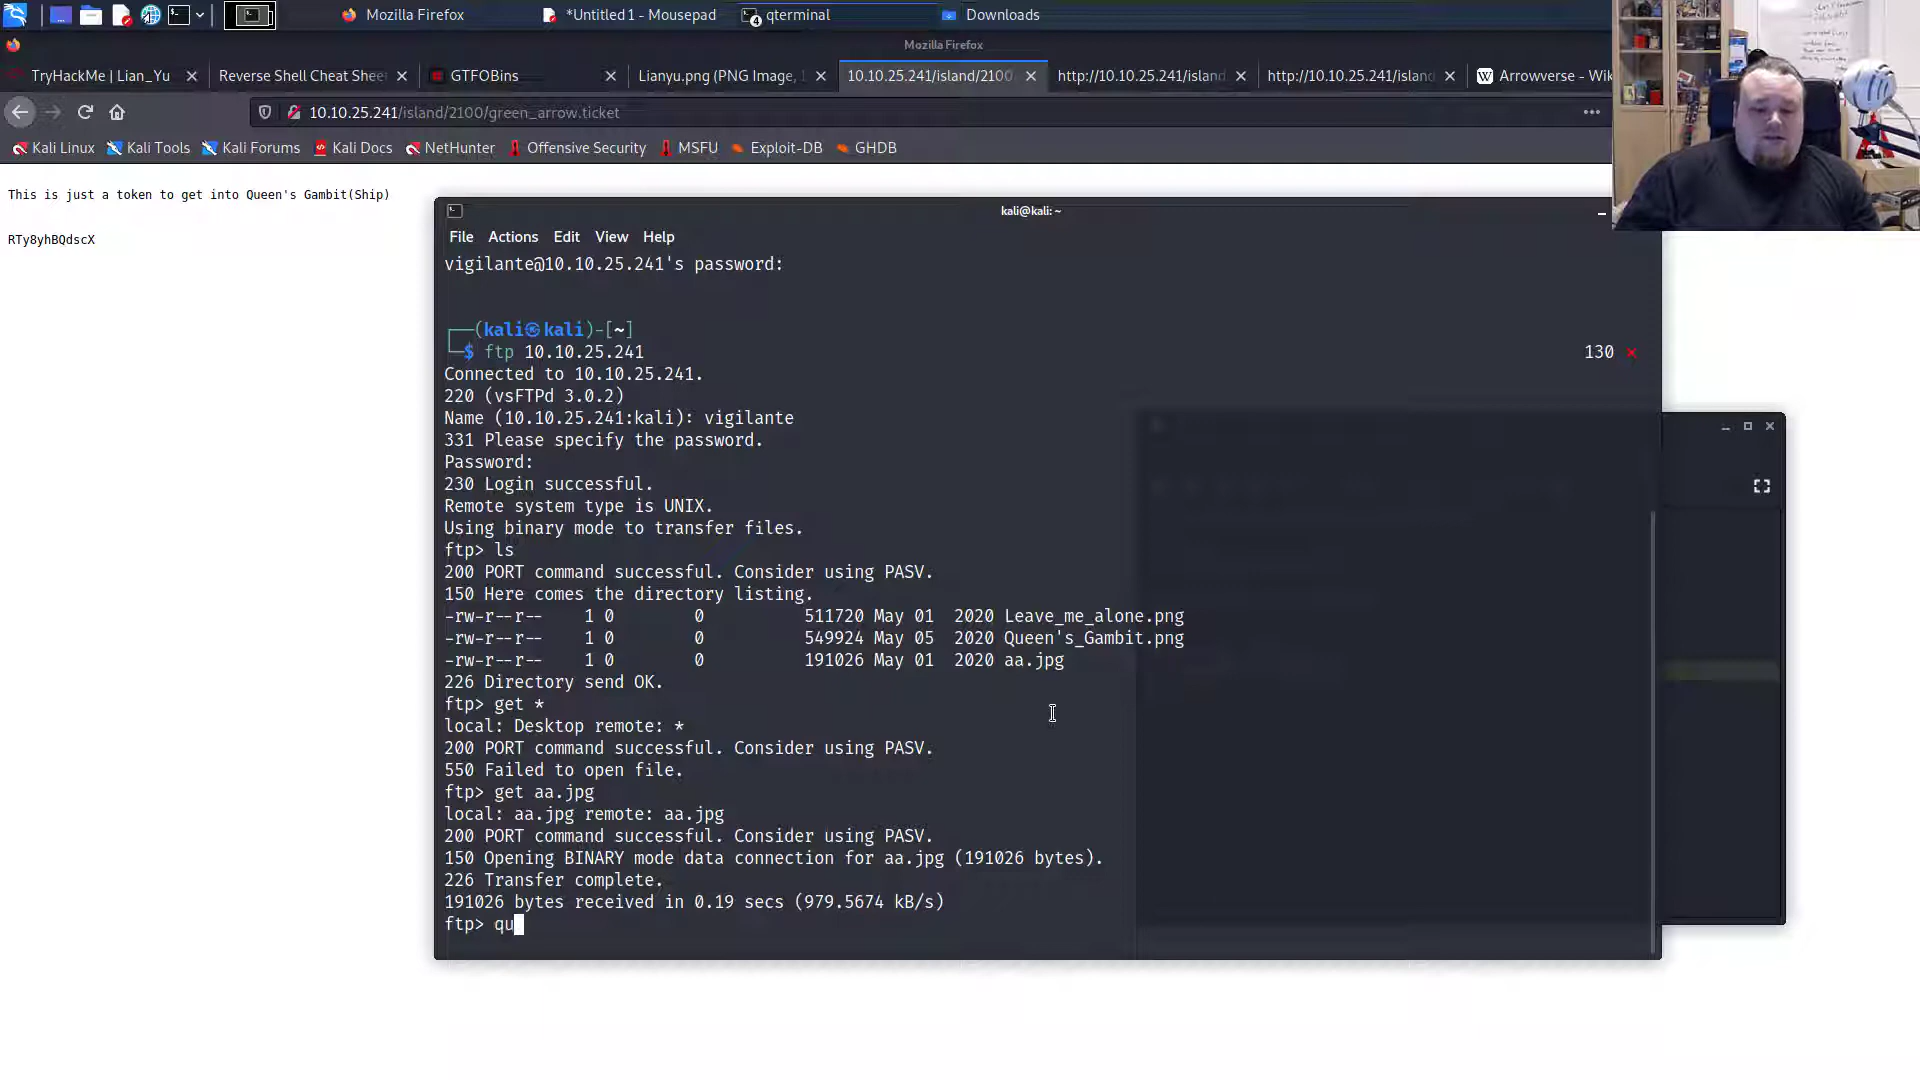 Mozilla Firefox
*Untitled 1 - Mousepad
4
qterminal
Downloads
Mozilla Firefox
TryHackMe | Lian_Yu
Reverse Shell Cheat Shee
GTFOBins
Lianyu.png (PNG Image,
10.10.25.241/island/2100
http://10.10.25.241/island
http://10.10.25.241/island
W Arrowverse - Wik
10.10.25.241/island/2100/green_arrow.ticket
Kali Linux
Kali Tools
Kali Forums
Kali Docs
NetHunter
Offensive Security
MSFU
Exploit-DB
GHDB
This is just a token to get into Queen's Gambit(Ship)
RTy8yhBQdscX
kali@kali: ~
File Actions Edit View Help
vigilante@10.10.25.241's password:
┌──(kali㉿kali)-[~]
└─$ ftp 10.10.25.241 130 ⨯
Connected to 10.10.25.241.
220 (vsFTPd 3.0.2)
Name (10.10.25.241:kali): vigilante
331 Please specify the password.
Password:
230 Login successful.
Remote system type is UNIX.
Using binary mode to transfer files.
ftp> ls
200 PORT command successful. Consider using PASV.
150 Here comes the directory listing.
-rw-r--r-- 1 0 0 511720 May 01 2020 Leave_me_alone.png
-rw-r--r-- 1 0 0 549924 May 05 2020 Queen's_Gambit.png
-rw-r--r-- 1 0 0 191026 May 01 2020 aa.jpg
226 Directory send OK.
ftp> get *
local: Desktop remote: *
200 PORT command successful. Consider using PASV.
550 Failed to open file.
ftp> get aa.jpg
local: aa.jpg remote: aa.jpg
200 PORT command successful. Consider using PASV.
150 Opening BINARY mode data connection for aa.jpg (191026 bytes).
226 Transfer complete.
191026 bytes received in 0.19 secs (979.5674 kB/s)
ftp> qu